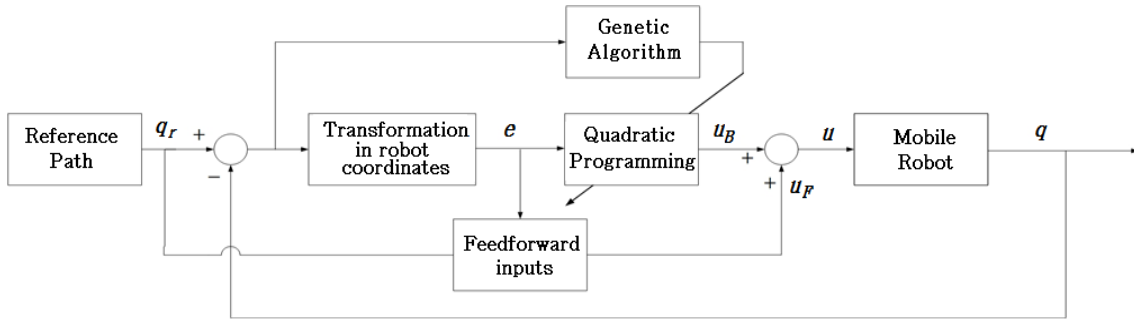 Genetic
Algorithm
Reference
Path
q_r
+
−
Transformation
in robot
coordinates
e
Quadratic
Programming
u_B
+
+
u_F
u
Mobile
Robot
q
Feedforward
inputs